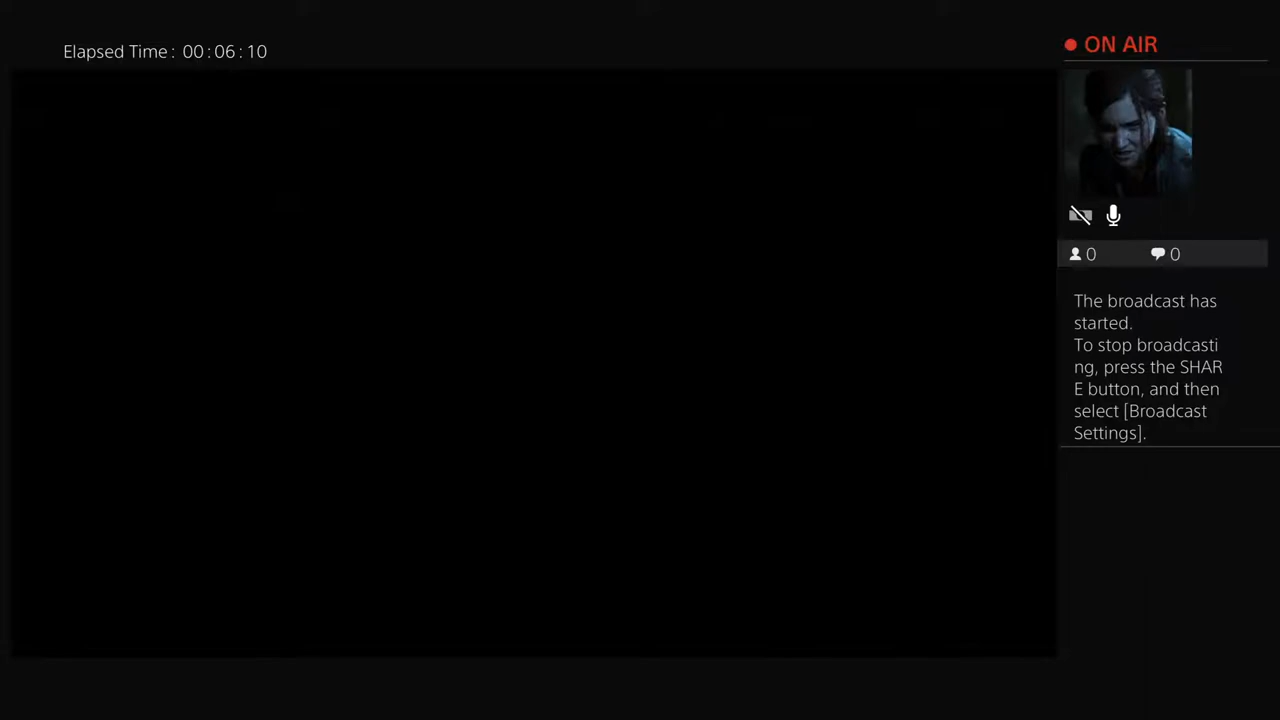 Elapsed Time: 00:06:10
ON AIR
0 0
The broadcast has
started.
To stop broadcasti
ng, press the SHAR
E button, and then
select [Broadcast
Settings].